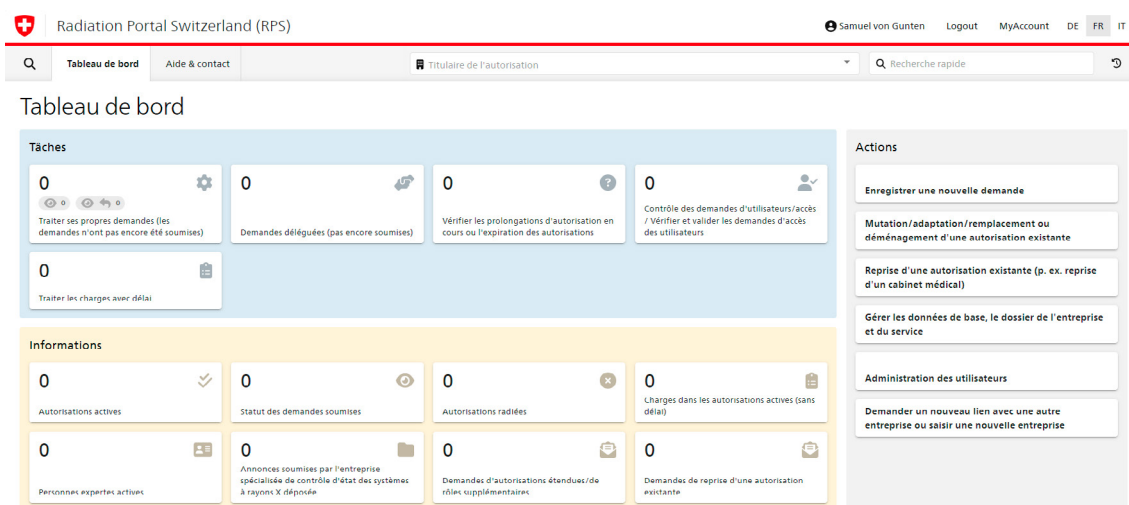 Radiation Portal Switzerland (RPS)
Samuel von Gunten Logout MyAccount DE FR IT
Tableau de bord Aide & contact Titulaire de l'autorisation Recherche rapide
Tableau de bord
Tâches
0
0 0
Traiter ses propres demandes (les
demandes n'ont pas encore été soumises)
0
Demandes déléguées (pas encore soumises)
0
Vérifier les prolongations d'autorisation en
cours ou l'expiration des autorisations
0
Contrôle des demandes d'utilisateurs/accès
/ Vérifier et valider les demandes d'accès
des utilisateurs
0
Traiter les charges avec délai
Informations
0
Autorisations actives
0
Statut des demandes soumises
0
Autorisations radiées
0
Charges dans les autorisations actives (sans
délai)
0
Personnes expertes actives
0
Annonces soumises par l'entreprise
spécialisée de contrôle d'état des systèmes
à rayons X déposée
0
Demandes d'autorisations étendues/de
rôles supplémentaires
0
Demandes de reprise d'une autorisation
existante
Actions
Enregistrer une nouvelle demande
Mutation/adaptation/remplacement ou
déménagement d'une autorisation existante
Reprise d'une autorisation existante (p. ex. reprise
d'un cabinet médical)
Gérer les données de base, le dossier de l'entreprise
et du service
Administration des utilisateurs
Demander un nouveau lien avec une autre
entreprise ou saisir une nouvelle entreprise